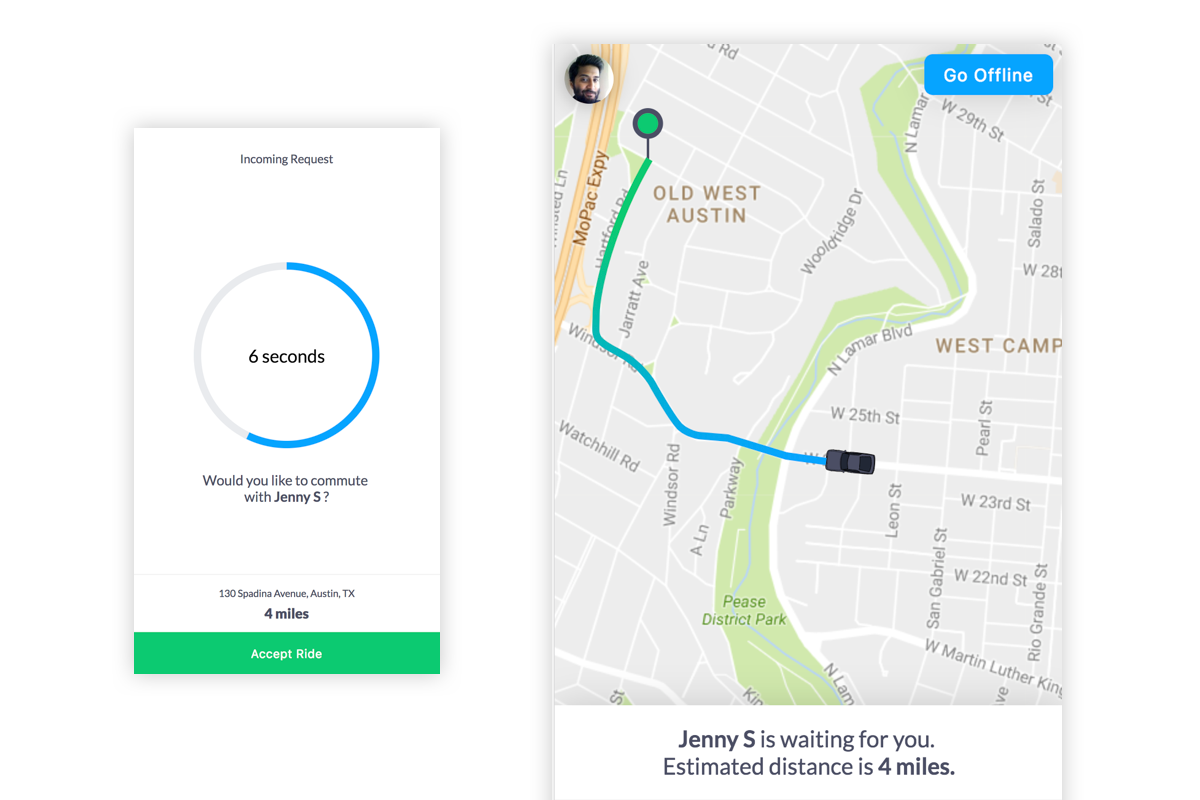 Incoming Request
6 seconds
Would you like to commute
with Jenny S ?
130 Spadina Avenue, Austin, TX
4 miles
Accept Ride
Go Offline
Rd
St
N Lamar
W 29th St
MoPac Expy
Hartford Rd
OLD WEST
AUSTIN
Wooldridge Dr
Salado St
W 28th
Jarratt Ave
Windsor Rd
N Lamar Blvd
WEST CAMP
W 25th St
Pearl St
Watchhill Rd
Windsor Rd
Parkway
Leon St
W 23rd St
A Ln
San Gabriel St
W 22nd St
Rio Grande St
Pease
District Park
W Martin Luther King
N Lam
St
Jenny S is waiting for you.
Estimated distance is 4 miles.